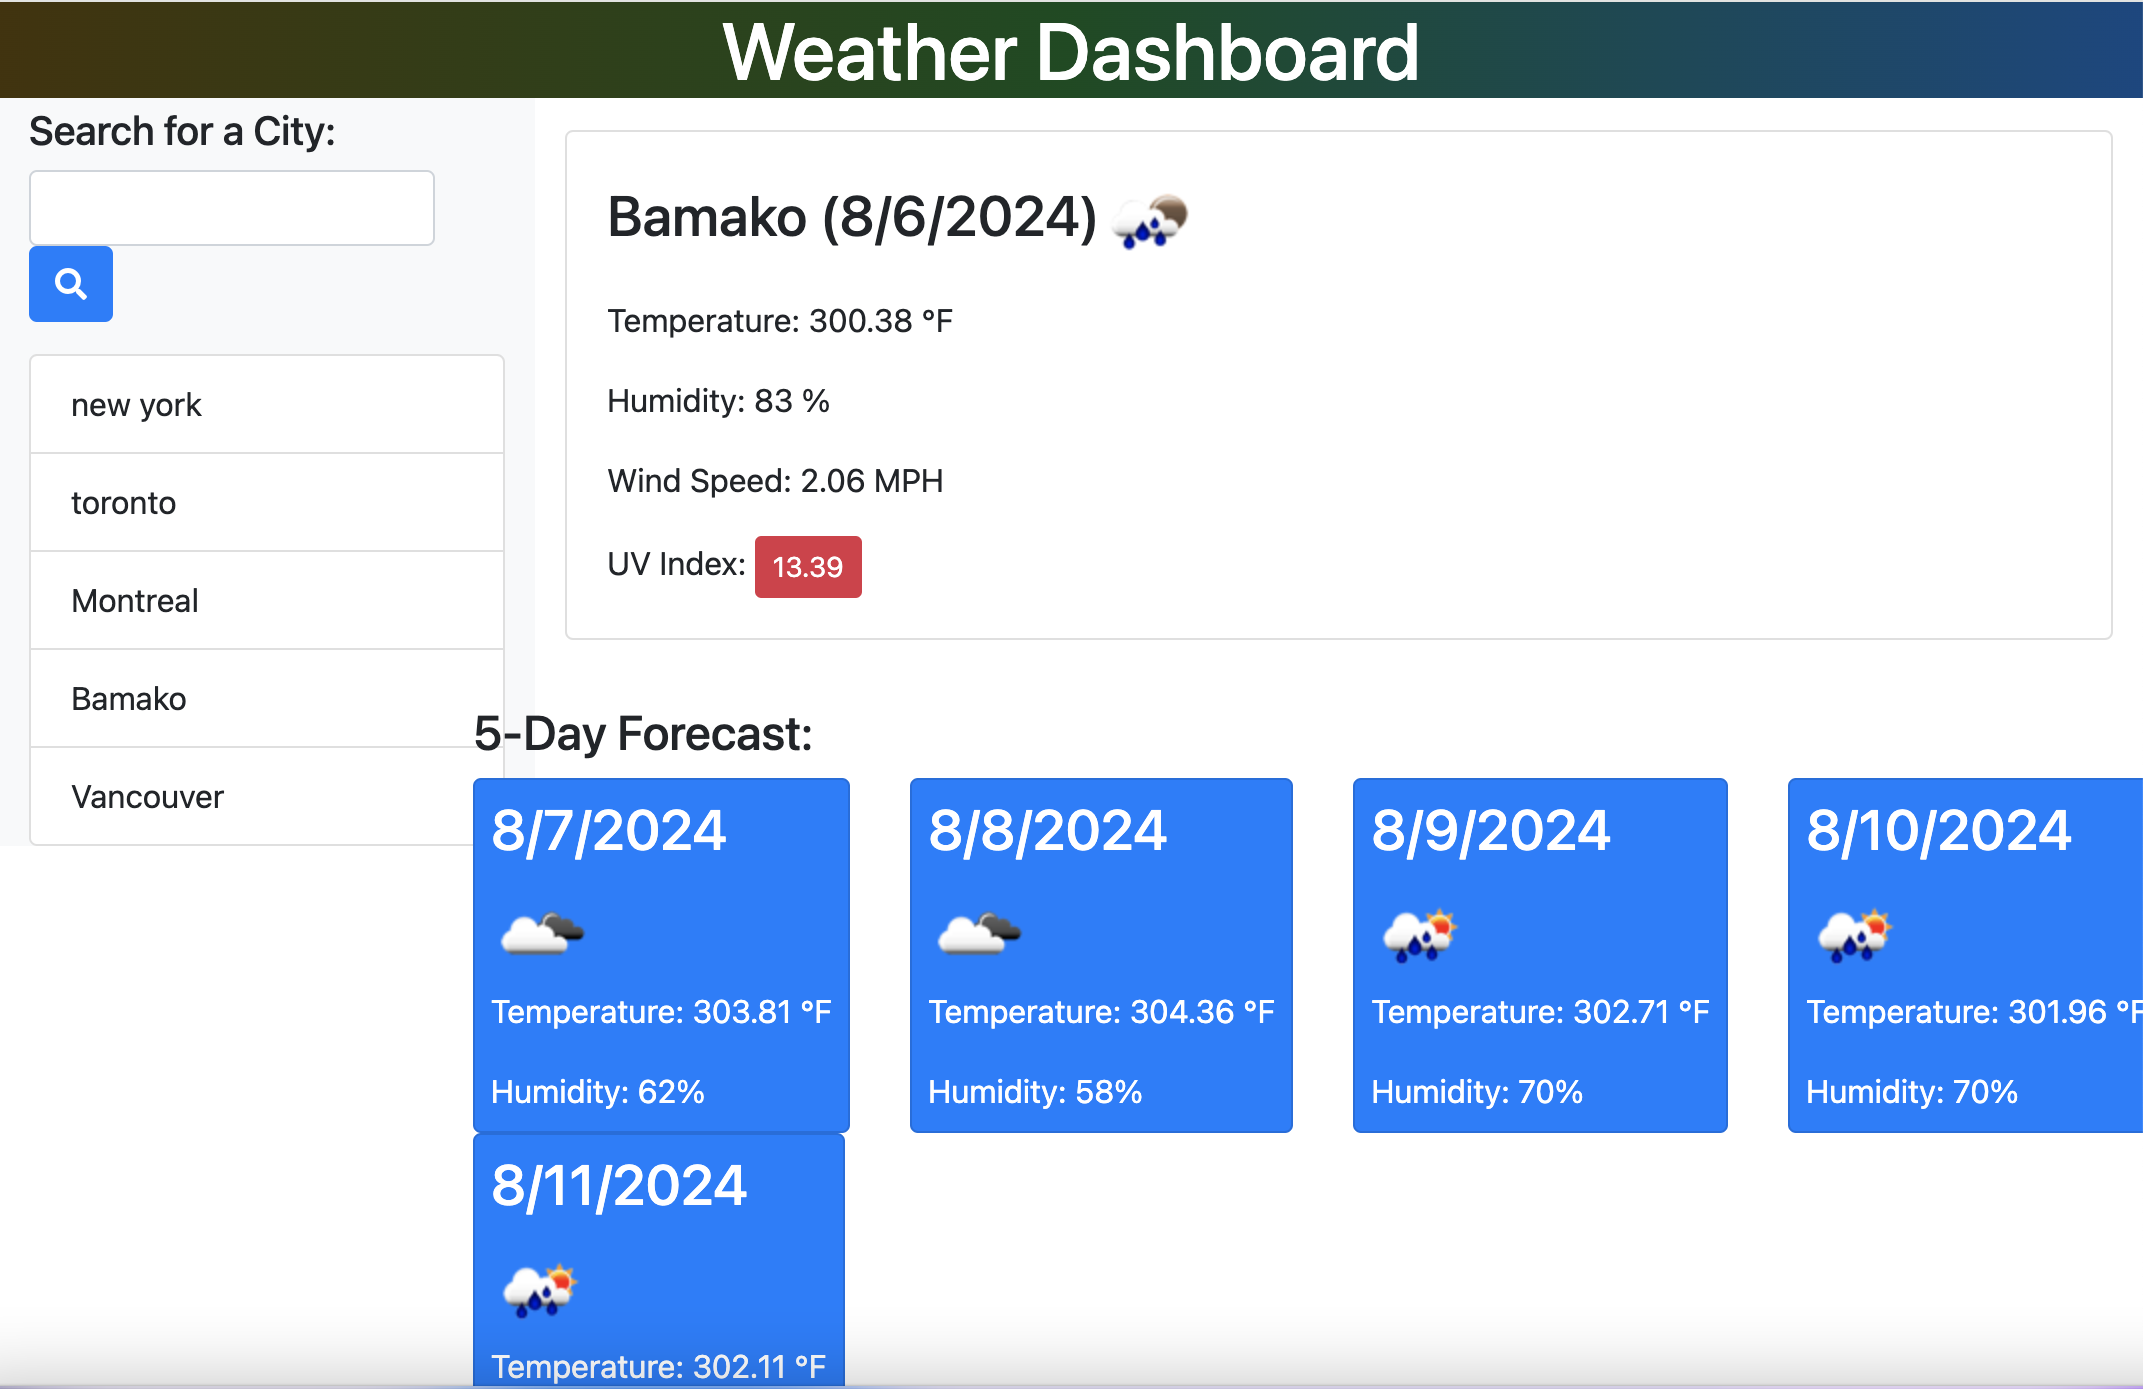 Weather Dashboard
Search for a City:
new york
toronto
Montreal
Bamako
Vancouver
Bamako (8/6/2024)
Temperature: 300.38 °F
Humidity: 83 %
Wind Speed: 2.06 MPH
UV Index: 13.39
5-Day Forecast:
8/7/2024
Temperature: 303.81 °F
Humidity: 62%
8/8/2024
Temperature: 304.36 °F
Humidity: 58%
8/9/2024
Temperature: 302.71 °F
Humidity: 70%
8/10/2024
Temperature: 301.96 °F
Humidity: 70%
8/11/2024
Temperature: 302.11 °F